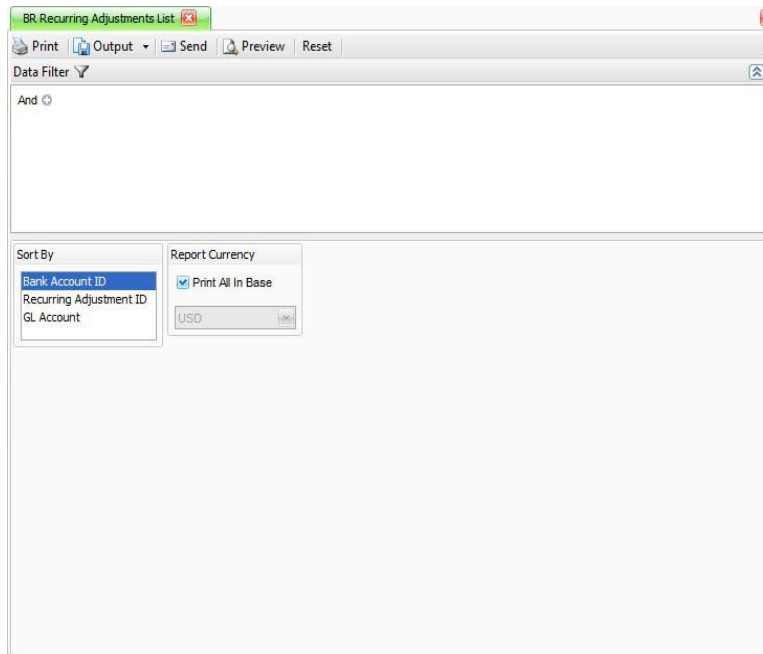 BR Recurring Adjustments List
Print Output Send Preview Reset
Data Filter
And
Sort By
Bank Account ID
Recurring Adjustment ID
GL Account
Report Currency
Print All In Base
USD